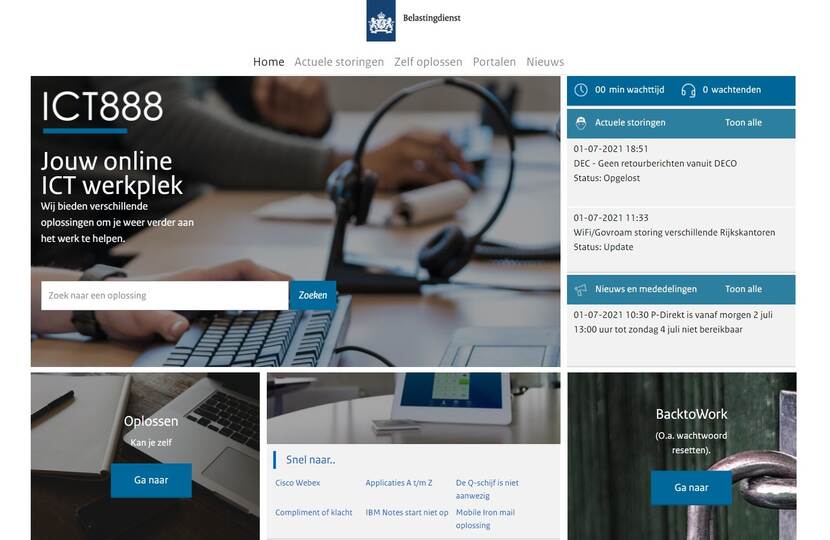 Belastingdienst
Home
Actuele storingen
Zelf oplossen
Portalen
Nieuws
ICT888
Jouw online
ICT werkplek
Wij bieden verschillende
oplossingen om je weer verder aan
het werk te helpen.
Zoek naar een oplossing
Zoeken
00 min wachttijd
0 wachtenden
Actuele storingen
Toon alle
01-07-2021 18:51
DEC - Geen retourberichten vanuit DECO
Status: Opgelost
01-07-2021 11:33
WiFi/Govroam storing verschillende Rijkskantoren
Status: Update
Nieuws en mededelingen
Toon alle
01-07-2021 10:30 P-Direkt is vanaf morgen 2 juli
13:00 uur tot zondag 4 juli niet bereikbaar
Oplossen
Kan je zelf
Ga naar
Snel naar..
Cisco Webex
Applicaties A t/m Z
De Q-schijf is niet
aanwezig
Compliment of klacht
IBM Notes start niet op
Mobile Iron mail
oplossing
BacktoWork
(O.a. wachtwoord
resetten).
Ga naar